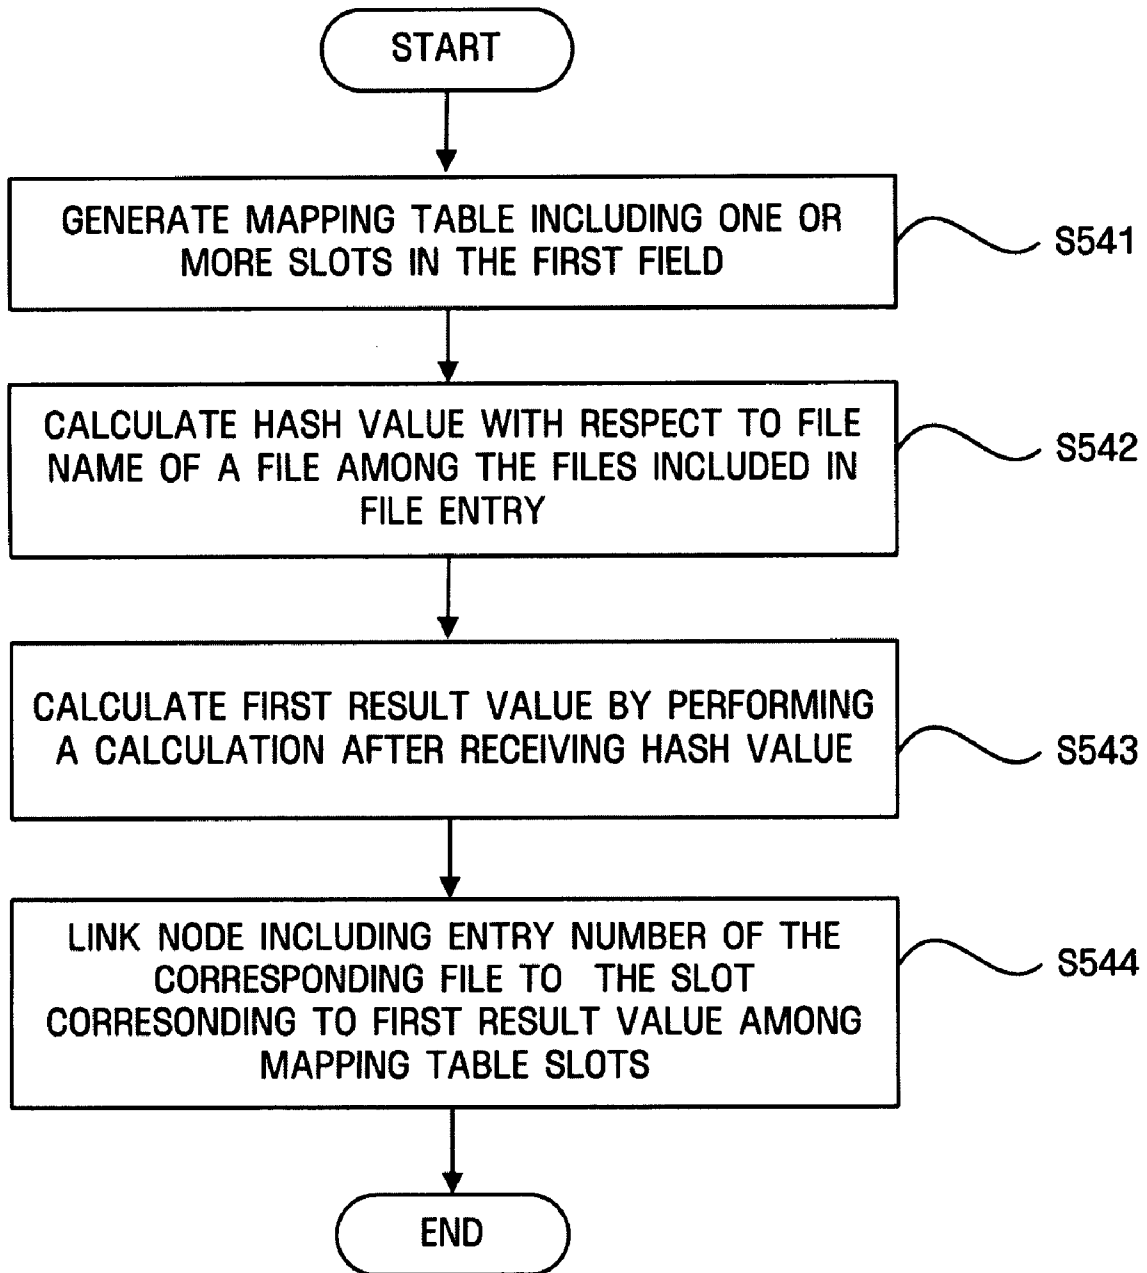 START
GENERATE MAPPING TABLE INCLUDING ONE OR
MORE SLOTS IN THE FIRST FIELD
S541
CALCULATE HASH VALUE WITH RESPECT TO FILE
NAME OF A FILE AMONG THE FILES INCLUDED IN
FILE ENTRY
S542
CALCULATE FIRST RESULT VALUE BY PERFORMING
A CALCULATION AFTER RECEIVING HASH VALUE
S543
LINK NODE INCLUDING ENTRY NUMBER OF THE
CORRESPONDING FILE TO THE SLOT
CORRESONDING TO FIRST RESULT VALUE AMONG
MAPPING TABLE SLOTS
S544
END